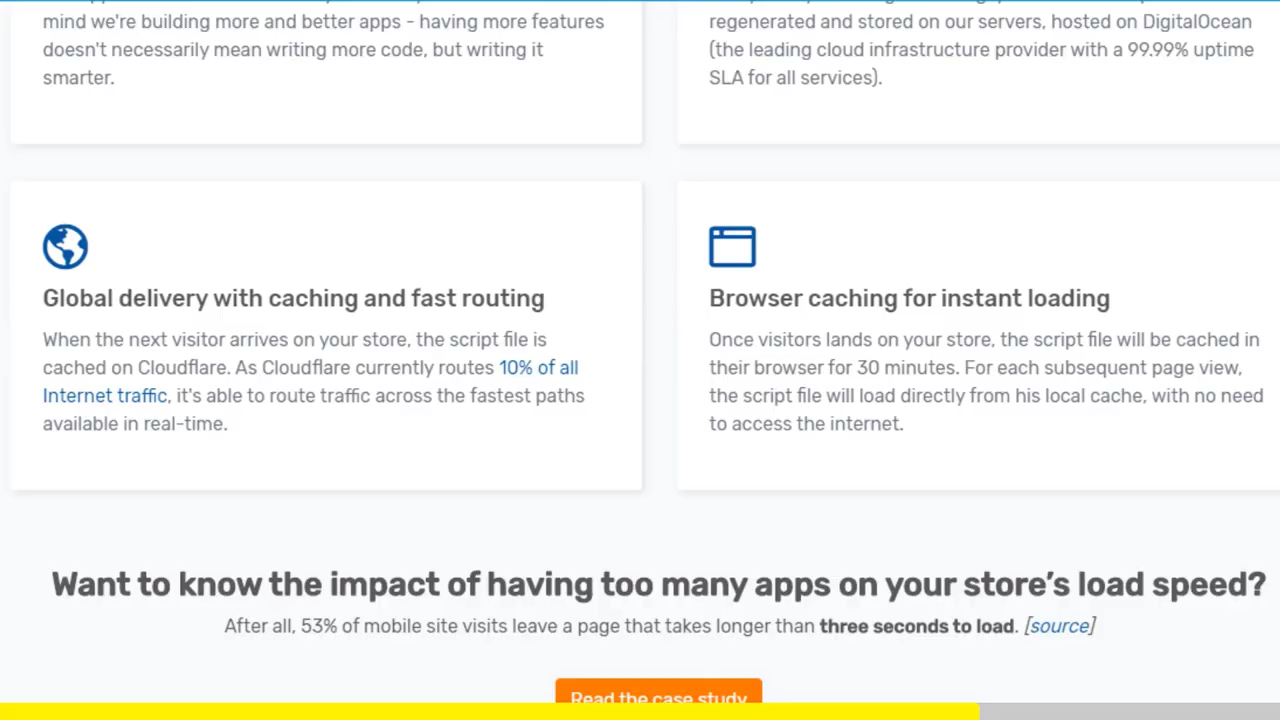 mind we're building more and better apps - having more features
doesn't necessarily mean writing more code, but writing it
smarter.
regenerated and stored on our servers, hosted on DigitalOcean
(the leading cloud infrastructure provider with a 99.99% uptime
SLA for all services).
Global delivery with caching and fast routing
When the next visitor arrives on your store, the script file is
cached on Cloudflare. As Cloudflare currently routes 10% of all
Internet traffic, it's able to route traffic across the fastest paths
available in real-time.
Browser caching for instant loading
Once visitors lands on your store, the script file will be cached in
their browser for 30 minutes. For each subsequent page view,
the script file will load directly from his local cache, with no need
to access the internet.
Want to know the impact of having too many apps on your store’s load speed?
After all, 53% of mobile site visits leave a page that takes longer than three seconds to load. [source]
Read the case study